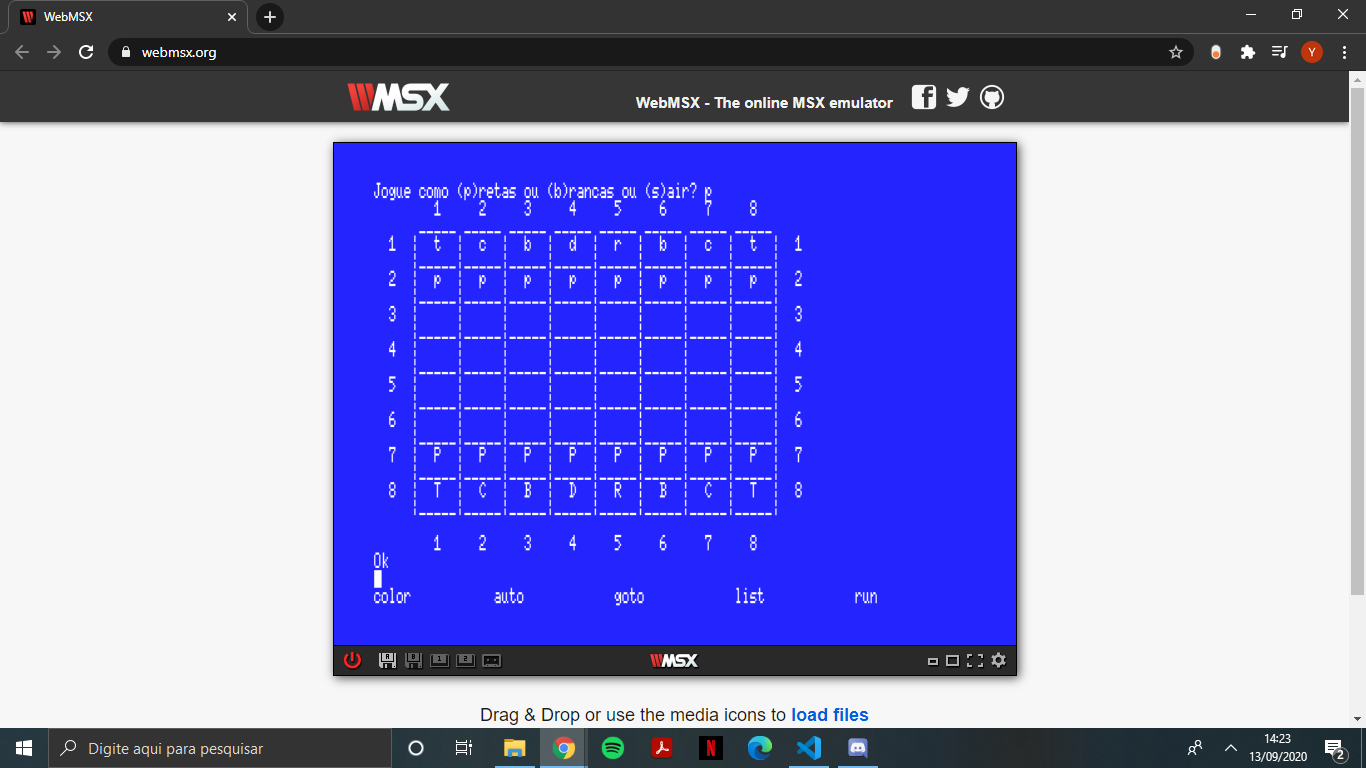 WebMSX
webmsx.org
Y
MSX
WebMSX - The online MSX emulator
Jogue como (p)retas ou (b)rancas ou (s)air? p
1 2 3 4 5 6 7 8
1 t c b d r b c t 1
2 p p p p p p p p 2
3 3
4 4
5 5
6 6
7 P P P P P P P P 7
8 T C B D R B C T 8
1 2 3 4 5 6 7 8
Ok
color auto goto list run
MSX
Drag & Drop or use the media icons to load files
Digite aqui para pesquisar
14:23
13/09/2020
2